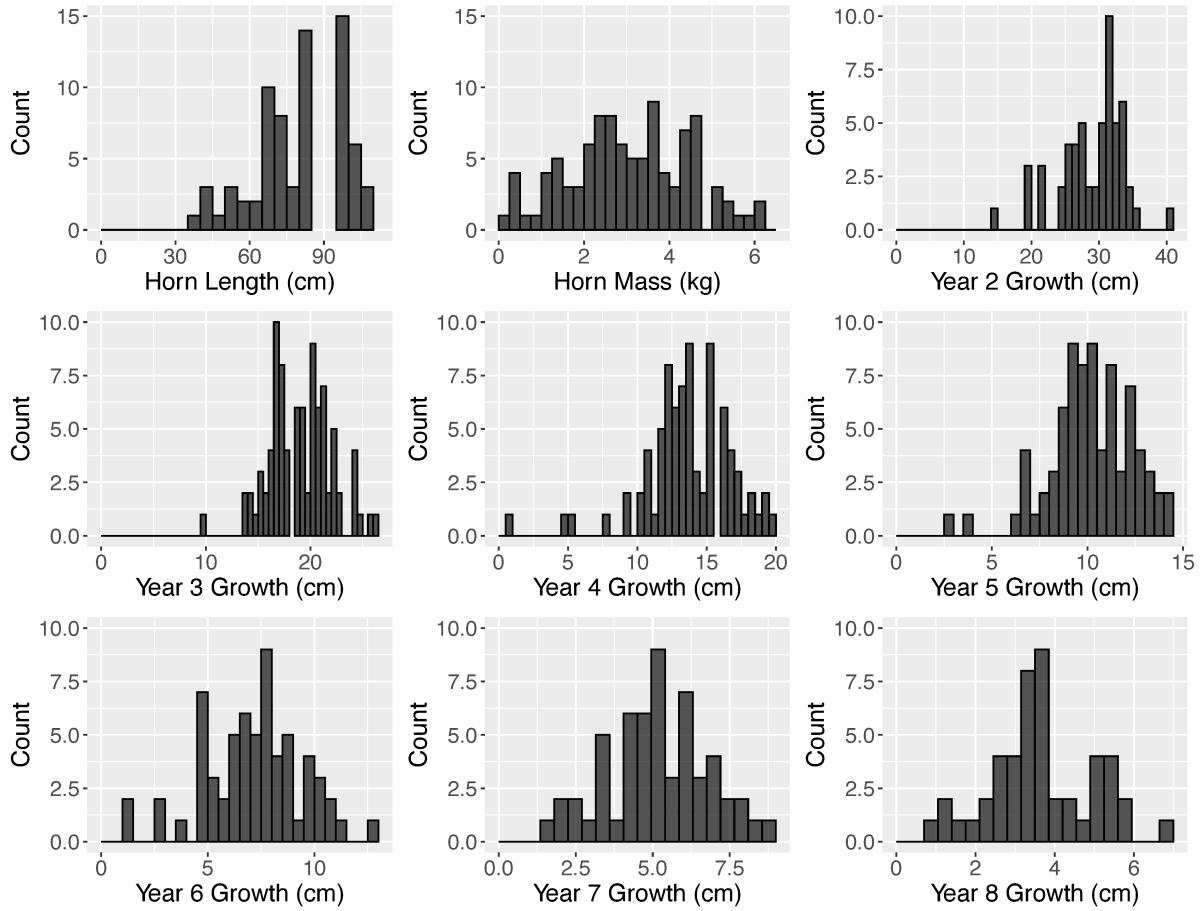 15
10
5
0
Count
0 30 60 90
Horn Length (cm)
15
10
5
0
Count
0 2 4 6
Horn Mass (kg)
10.0
7.5
5.0
2.5
0.0
Count
0 10 20 30 40
Year 2 Growth (cm)
10.0
7.5
5.0
2.5
0.0
Count
0 10 20
Year 3 Growth (cm)
10.0
7.5
5.0
2.5
0.0
Count
0 5 10 15 20
Year 4 Growth (cm)
10.0
7.5
5.0
2.5
0.0
Count
0 5 10 15
Year 5 Growth (cm)
10.0
7.5
5.0
2.5
0.0
Count
0 5 10
Year 6 Growth (cm)
10.0
7.5
5.0
2.5
0.0
Count
0.0 2.5 5.0 7.5
Year 7 Growth (cm)
10.0
7.5
5.0
2.5
0.0
Count
0 2 4 6
Year 8 Growth (cm)